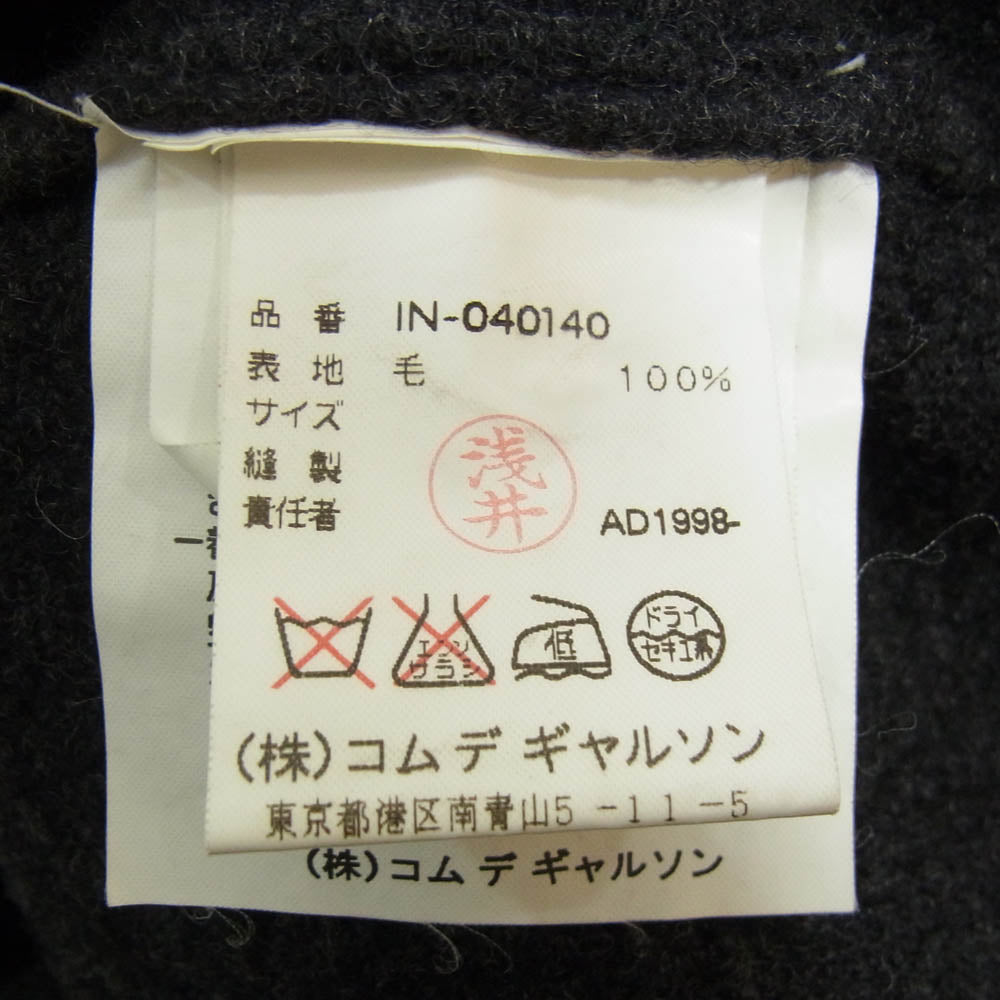 品番 IN-040140
表地 毛 100%
サイズ
縫製
責任者
浅井
AD1998-
エンソ
サラシ
低
ドライ
セキユ系
(株)コム デ ギャルソン
東京都港区南青山5-11-5
(株)コム デ ギャルソン